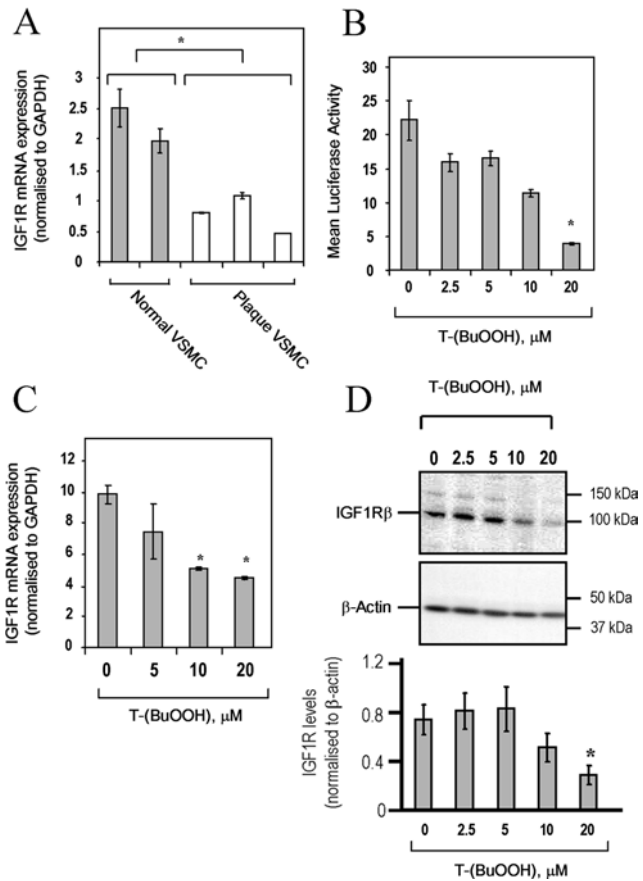 A
*
IGF1R mRNA expression
(normalised to GAPDH)
3
2.5
2
1.5
1
0.5
0
Normal VSMC
Plaque VSMC
B
Mean Luciferase Activity
30
25
20
15
10
5
0
*
0 2.5 5 10 20
T-(BuOOH), μM
C
IGF1R mRNA expression
(normalised to GAPDH)
12
10
8
6
4
2
0
* *
0 5 10 20
T-(BuOOH), μM
D
T-(BuOOH), μM
0 2.5 5 10 20
150 kDa
IGF1Rβ
100 kDa
50 kDa
β-Actin
37 kDa
IGF1R levels
(normalised to β-actin)
1.2
0.8
0.4
0
*
0 2.5 5 10 20
T-(BuOOH), μM